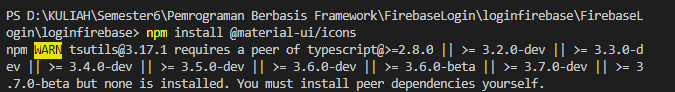 PS D:\KULIAH\Semester6\Pemrograman Berbasis Framework\FirebaseLogin\loginfirebase\FirebaseL
ogin\loginfirebase> npm install @material-ui/icons
npm WARN tsutils@3.17.1 requires a peer of typescript@>=2.8.0 || >= 3.2.0-dev || >= 3.3.0-d
ev || >= 3.4.0-dev || >= 3.5.0-dev || >= 3.6.0-dev || >= 3.6.0-beta || >= 3.7.0-dev || >= 3
.7.0-beta but none is installed. You must install peer dependencies yourself.